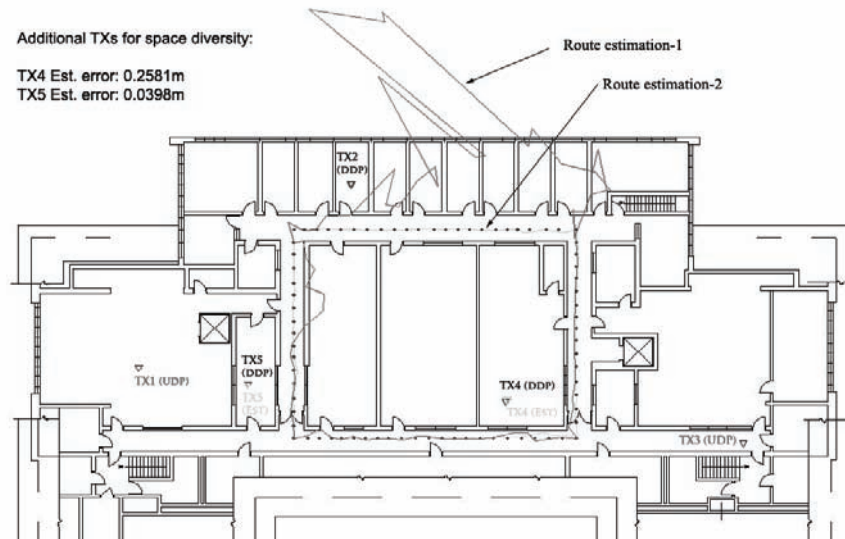 Additional TXs for space diversity:
TX4 Est. error: 0.2581m
TX5 Est. error: 0.0398m
Route estimation-1
Route estimation-2
TX2
(DDP)
TX1 (UDP)
TX5
(DDP)
TX5
(EST)
TX4 (DDP)
TX4 (EST)
TX3 (UDP)